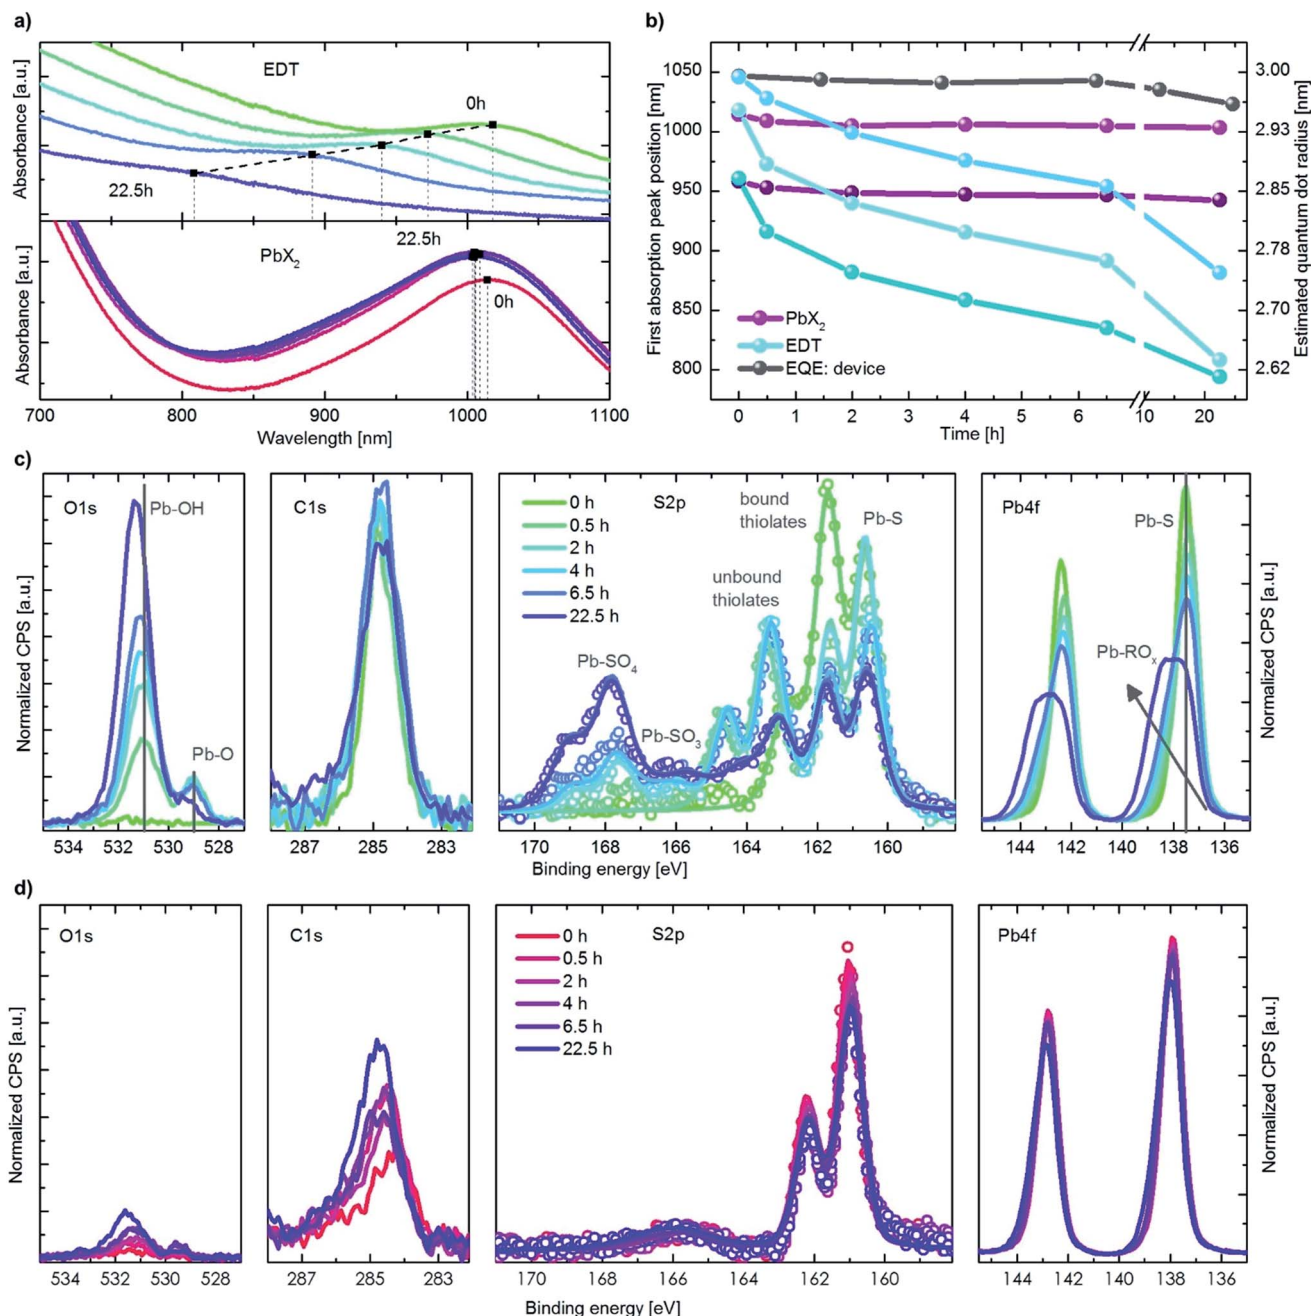 a)
Absorbance [a.u.]
EDT
0h
22.5h
Absorbance [a.u.]
PbX2
22.5h
0h
700
800
900
1000
1100
Wavelength [nm]
b)
First absorption peak position [nm]
1050
1000
950
900
850
800
PbX2
EDT
EQE: device
0
1
2
3
4
5
6
10
20
Time [h]
3.00
2.93
2.85
2.78
2.70
2.62
Estimated quantum dot radius [nm]
c)
Normalized CPS [a.u.]
O1s
Pb-OH
Pb-O
534
531
530
528
C1s
287
285
283
S2p
0 h
0.5 h
2 h
4 h
6.5 h
22.5 h
bound
thiolates
Pb-S
unbound
thiolates
Pb-SO4
Pb-SO3
170
168
166
164
162
160
Pb4f
Pb-S
Pb-ROx
144
142
140
138
136
Normalized CPS [a.u.]
Binding energy [eV]
d)
Normalized CPS [a.u.]
O1s
534
531
530
528
C1s
287
285
283
S2p
0 h
0.5 h
2 h
4 h
6.5 h
22.5 h
170
168
166
164
162
160
Pb4f
144
142
140
138
136
Normalized CPS [a.u.]
Binding energy [eV]